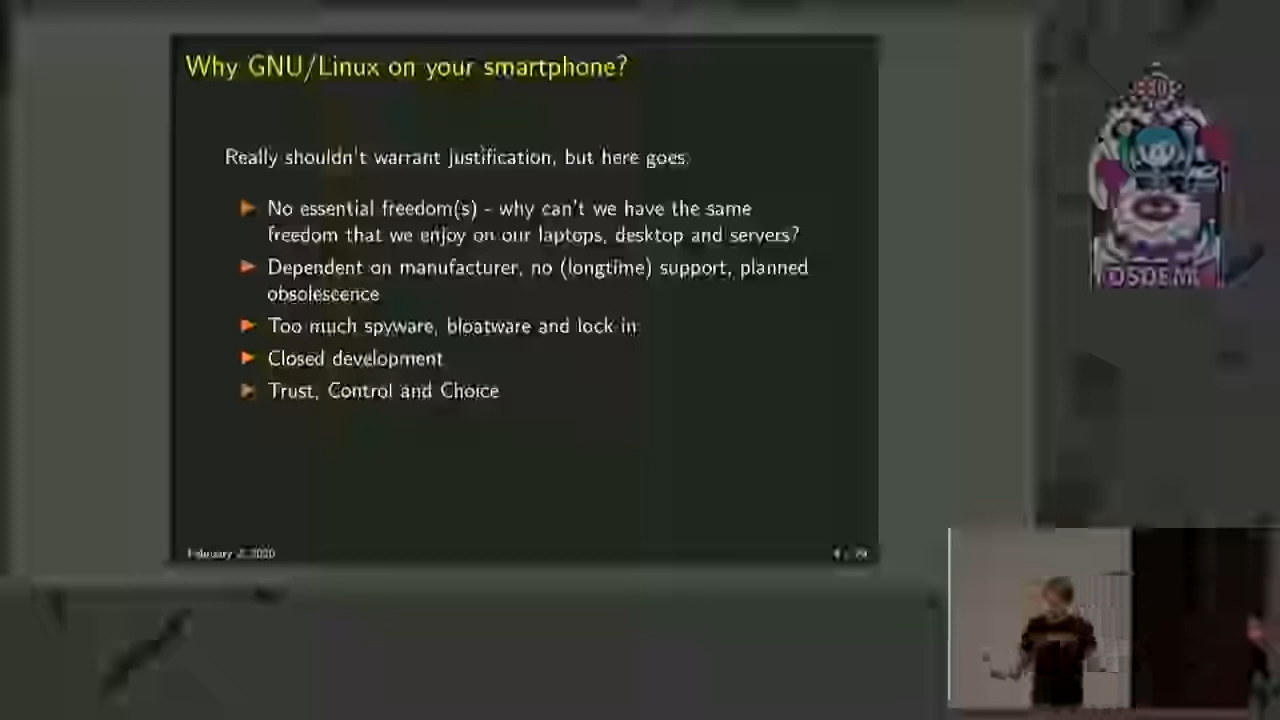 Why GNU/Linux on your smartphone?
Really shouldn't warrant justification, but here goes:
No essential freedom(s) - why can't we have the same
freedom that we enjoy on our laptops, desktop and servers?
Dependent on manufacturer, no (longtime) support, planned
obsolescence
Too much spyware, bloatware and lock in
Closed development
Trust, Control and Choice
February 2, 2020